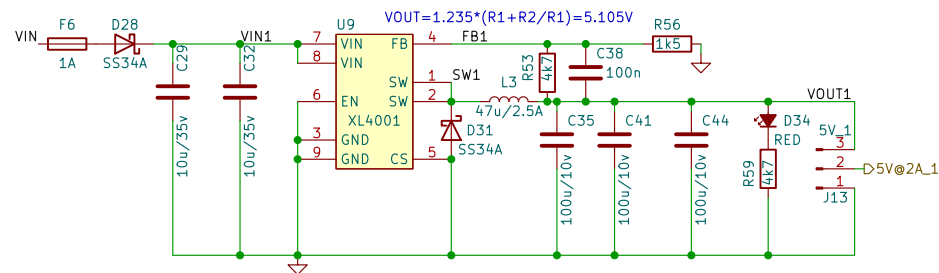 VOUT=1.235*(R1+R2/R1)=5.105V
VIN
F6
1A
D28
SS34A
C29
10u/35v
VIN1
C32
10u/35v
U9
7
VIN
8
VIN
6
EN
XL4001
3
GND
9
GND
FB
4
SW
1
SW
2
CS
5
FB1
SW1
L3
47u/2.5A
D31
SS34A
R53
4k7
C38
100n
R56
1k5
C35
100u/10v
C41
100u/10v
C44
100u/10v
VOUT1
D34
RED
R59
4k7
5V_1
3
2
1
J13
5V@2A_1